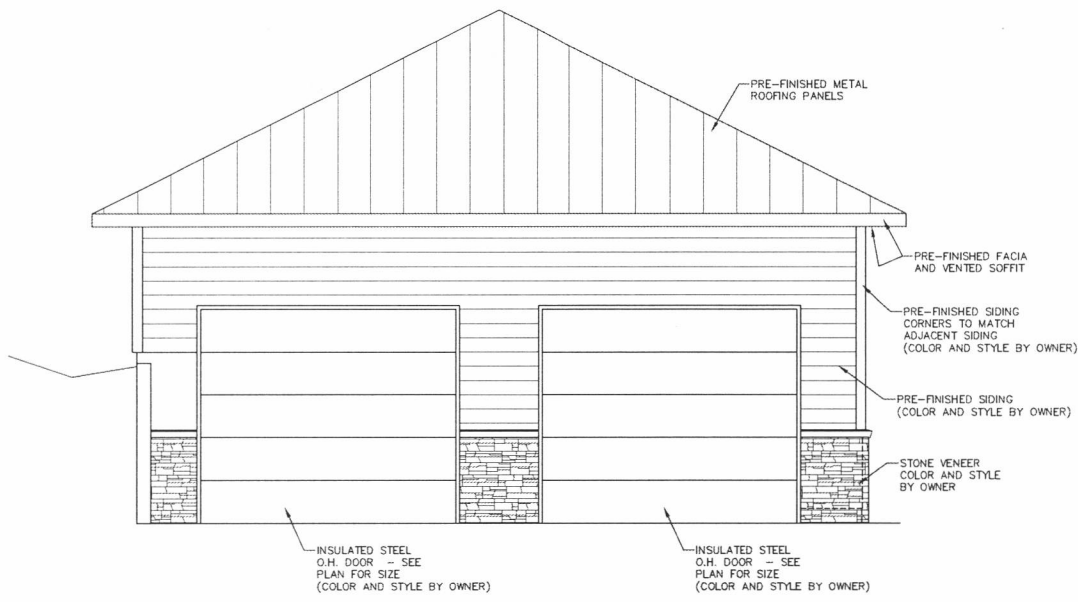 PRE-FINISHED METAL
ROOFING PANELS
PRE-FINISHED FACIA
AND VENTED SOFFIT
PRE-FINISHED SIDING
CORNERS TO MATCH
ADJACENT SIDING
(COLOR AND STYLE BY OWNER)
PRE-FINISHED SIDING
(COLOR AND STYLE BY OWNER)
STONE VENEER
COLOR AND STYLE
BY OWNER
INSULATED STEEL
O.H. DOOR - SEE
PLAN FOR SIZE
(COLOR AND STYLE BY OWNER)
INSULATED STEEL
O.H. DOOR - SEE
PLAN FOR SIZE
(COLOR AND STYLE BY OWNER)